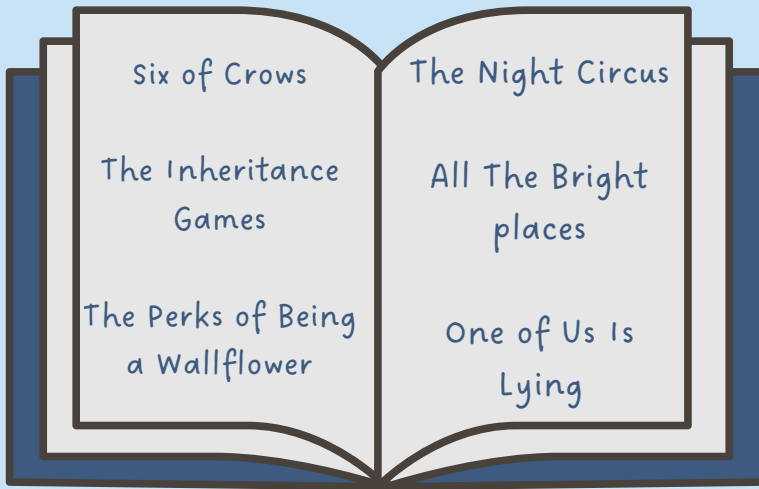 Six of Crows
The Inheritance
Games
The Perks of Being
a Wallflower
The Night Circus
All The Bright
places
One of Us Is
Lying